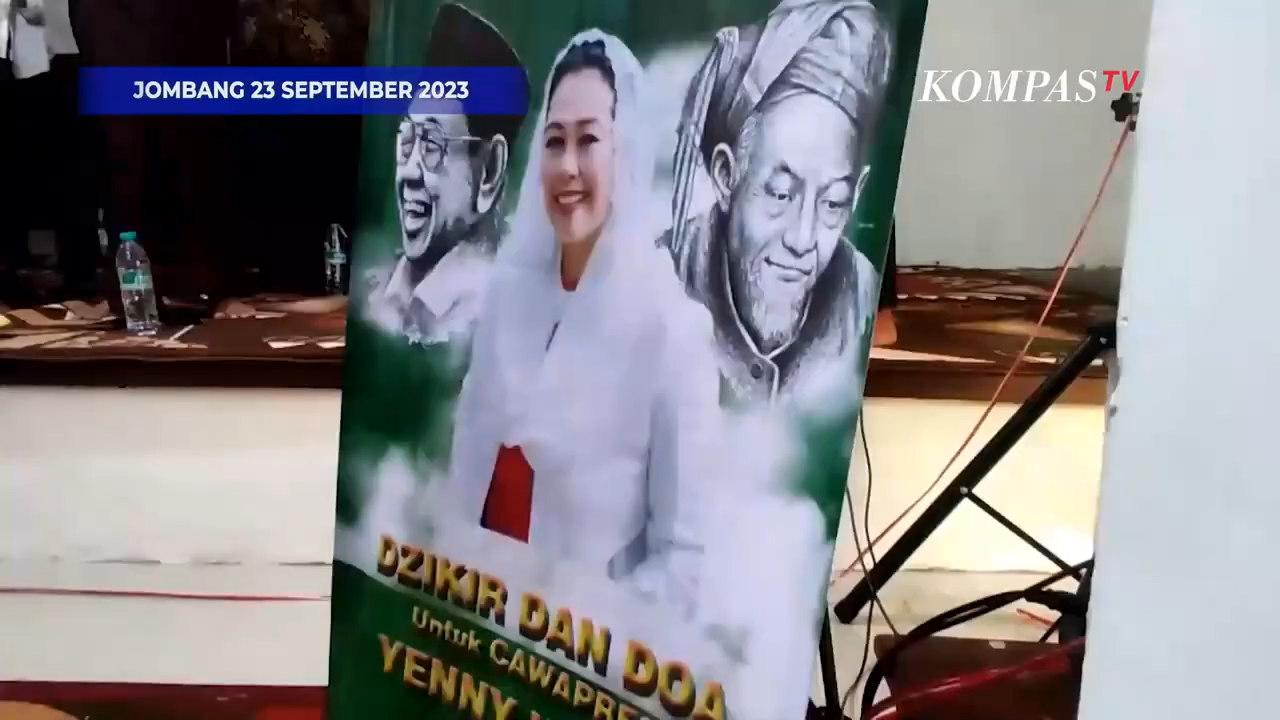 JOMBANG 23 SEPTEMBER 2023
KOMPAS TV
DZIKIR DAN DOA
Untuk CAWAPRES
YENNY